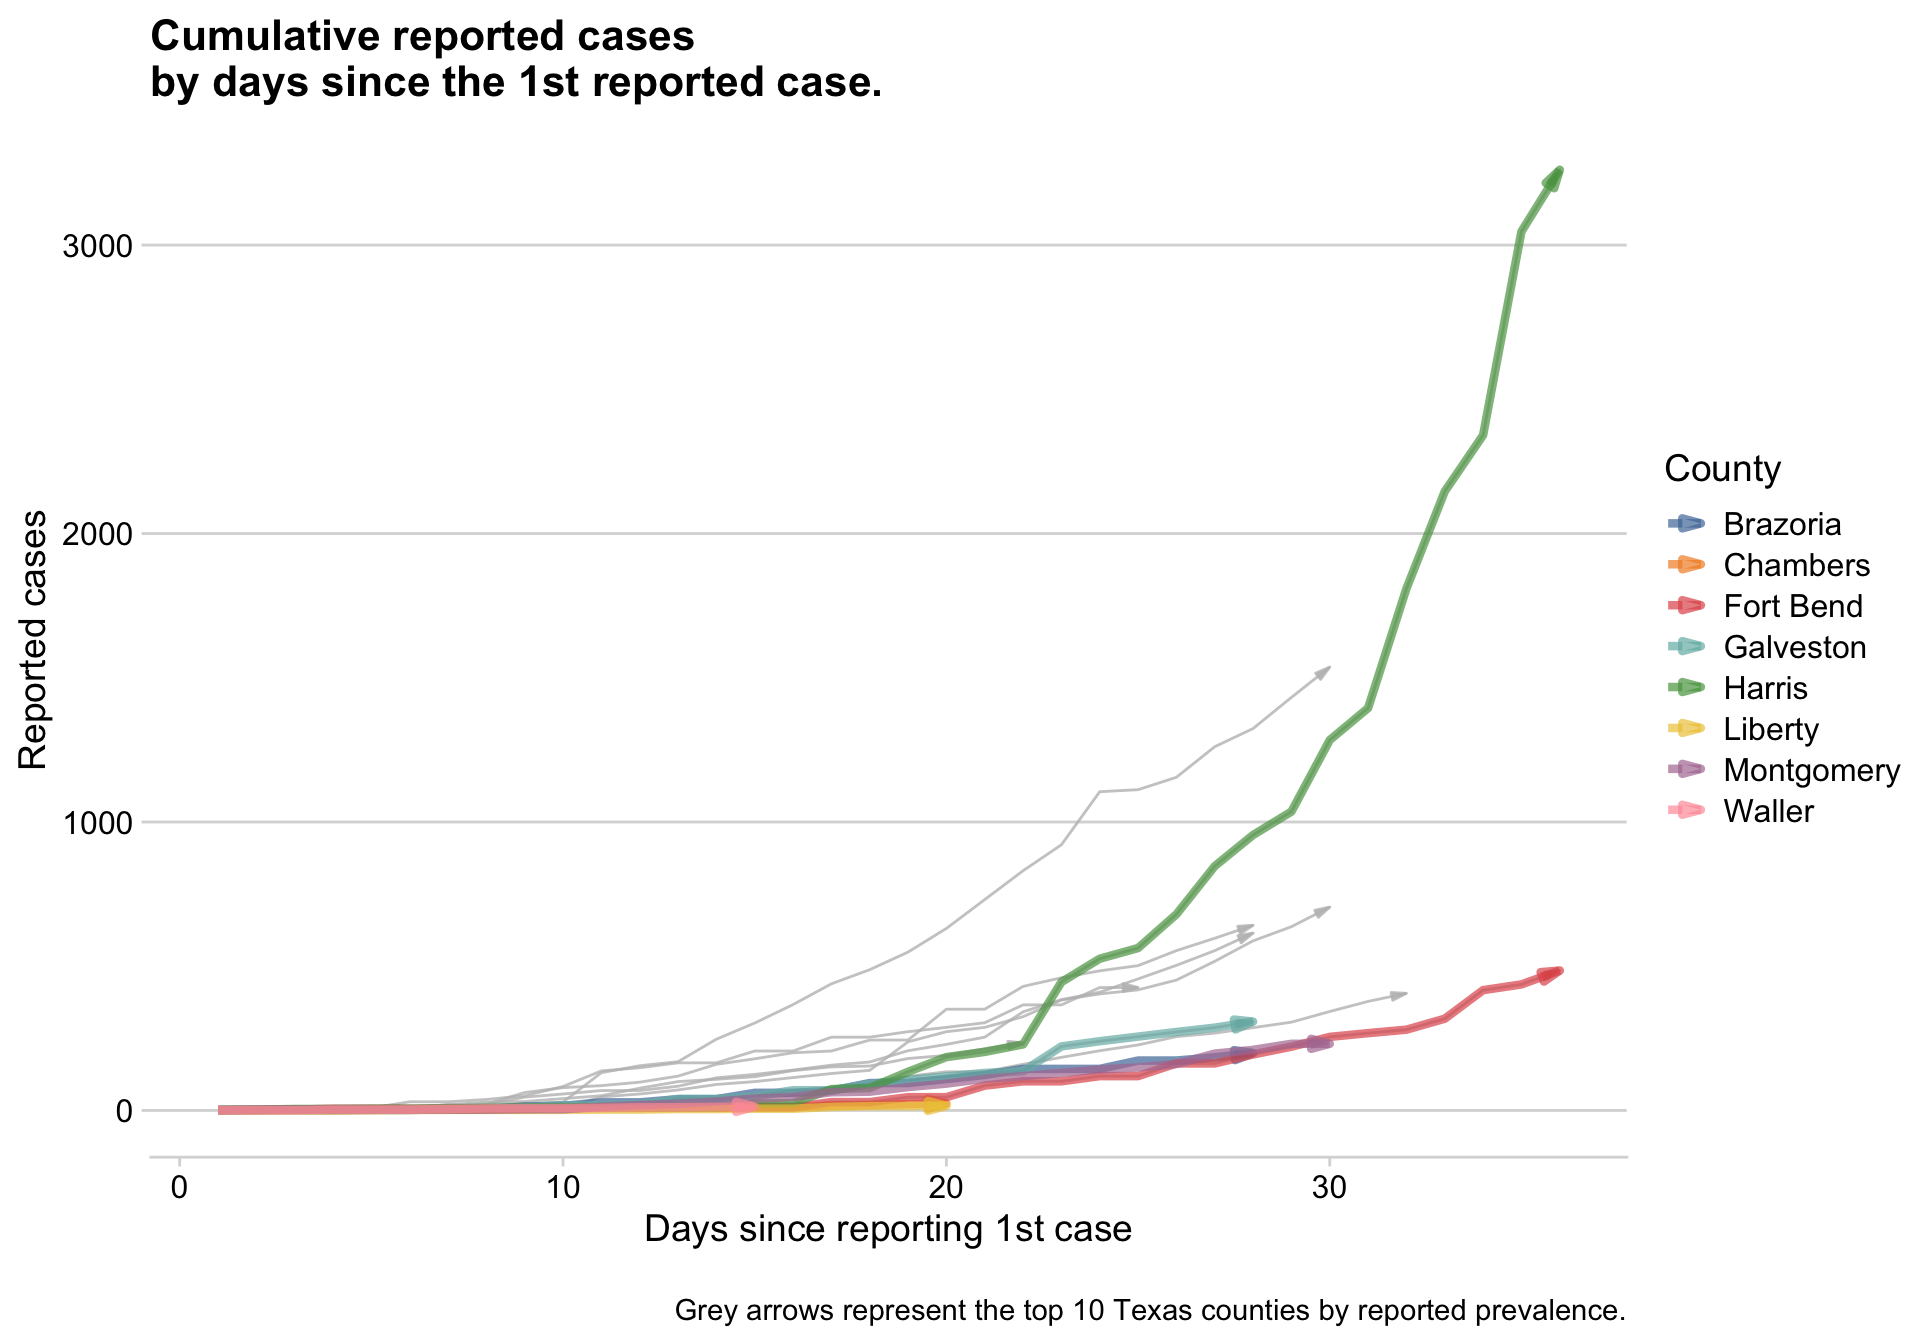 Cumulative reported cases
by days since the 1st reported case.
Reported cases
3000
2000
1000
0
0 10 20 30
Days since reporting 1st case
County
Brazoria
Chambers
Fort Bend
Galveston
Harris
Liberty
Montgomery
Waller
Grey arrows represent the top 10 Texas counties by reported prevalence.